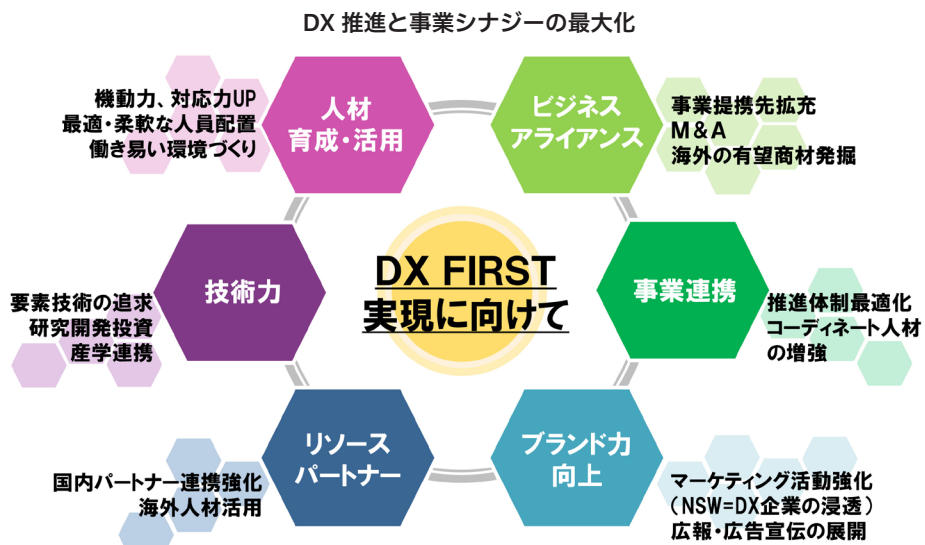 DX 推進と事業シナジーの最大化
人材
育成・活用
機動力、対応力UP
最適・柔軟な人員配置
働き易い環境づくり
ビジネス
アライアンス
事業提携先拡充
M&A
海外の有望商材発掘
技術力
要素技術の追求
研究開発投資
産学連携
DX FIRST
実現に向けて
事業連携
推進体制最適化
コーディネート人材
の増強
リソース
パートナー
国内パートナー連携強化
海外人材活用
ブランド力
向上
マーケティング活動強化
(NSW=DX企業の浸透)
広報・広告宣伝の展開